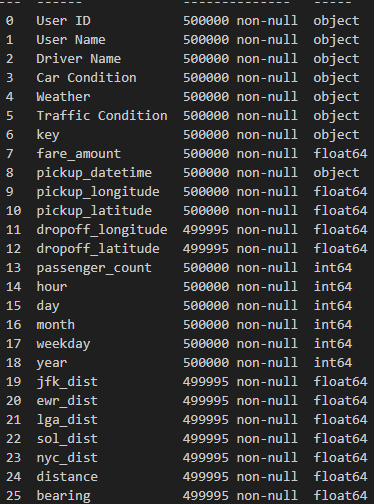 ---  ------  --------------  -----
0 User ID 500000 non-null object
1 User Name 500000 non-null object
2 Driver Name 500000 non-null object
3 Car Condition 500000 non-null object
4 Weather 500000 non-null object
5 Traffic Condition 500000 non-null object
6 key 500000 non-null object
7 fare_amount 500000 non-null float64
8 pickup_datetime 500000 non-null object
9 pickup_longitude 500000 non-null float64
10 pickup_latitude 500000 non-null float64
11 dropoff_longitude 499995 non-null float64
12 dropoff_latitude 499995 non-null float64
13 passenger_count 500000 non-null int64
14 hour 500000 non-null int64
15 day 500000 non-null int64
16 month 500000 non-null int64
17 weekday 500000 non-null int64
18 year 500000 non-null int64
19 jfk_dist 499995 non-null float64
20 ewr_dist 499995 non-null float64
21 lga_dist 499995 non-null float64
22 sol_dist 499995 non-null float64
23 nyc_dist 499995 non-null float64
24 distance 499995 non-null float64
25 bearing 499995 non-null float64